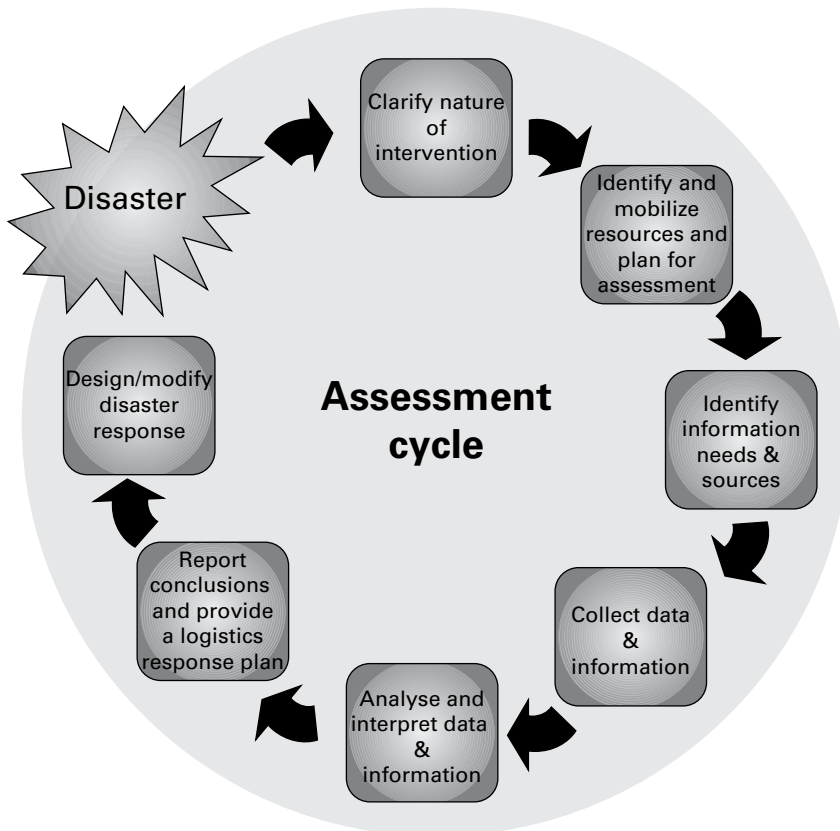 Disaster
Clarify nature
of
intervention
Identify and
mobilize
resources and
plan for
assessment
Identify
information
needs &
sources
Collect data
&
information
Analyse and
interpret data
&
information
Report
conclusions
and provide
a logistics
response plan
Design/modify
disaster
response
Assessment
cycle